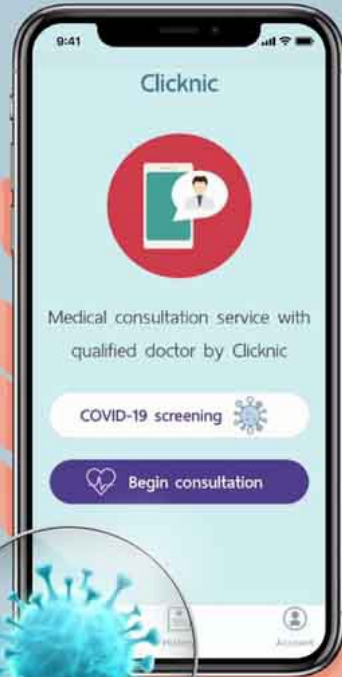 9:41
Clicknic
Medical consultation service with
qualified doctor by Clicknic
COVID-19 screening
Begin consultation
Account